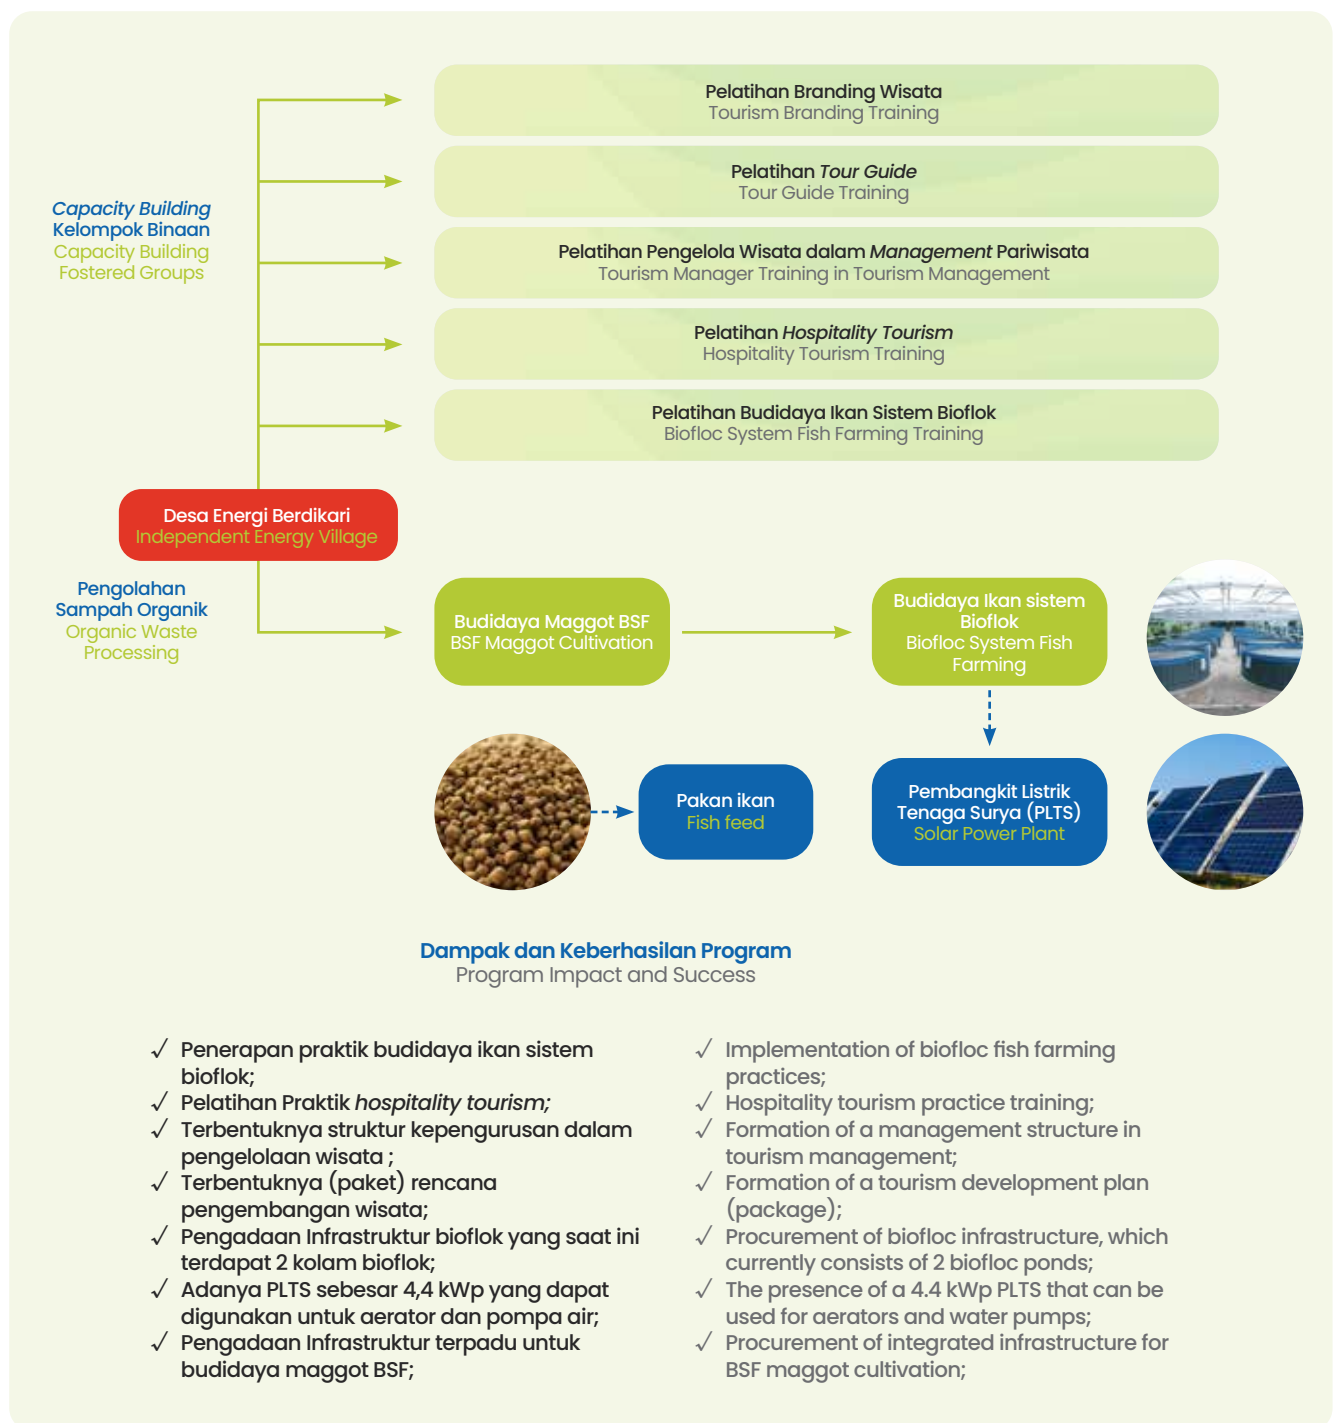 Pelatihan Branding Wisata
Tourism Branding Training
Pelatihan Tour Guide
Tour Guide Training
Capacity Building
Kelompok Binaan
Capacity Building
Fostered Groups
Pelatihan Pengelola Wisata dalam Management Pariwisata
Tourism Manager Training in Tourism Management
Pelatihan Hospitality Tourism
Hospitality Tourism Training
Pelatihan Budidaya Ikan Sistem Bioflok
Biofloc System Fish Farming Training
Desa Energi Berdikari
Independent Energy Village
Pengolahan
Sampah Organik
Organic Waste
Processing
Budidaya Maggot BSF
BSF Maggot Cultivation
Budidaya Ikan sistem
Bioflok
Biofloc System Fish
Farming
Pakan ikan
Fish feed
Pembangkit Listrik
Tenaga Surya (PLTS)
Solar Power Plant
Dampak dan Keberhasilan Program
Program Impact and Success
✓ Penerapan praktik budidaya ikan sistem
bioflok;
✓ Pelatihan Praktik hospitality tourism;
✓ Terbentuknya struktur kepengurusan dalam
pengelolaan wisata ;
✓ Terbentuknya (paket) rencana
pengembangan wisata;
✓ Pengadaan Infrastruktur bioflok yang saat ini
terdapat 2 kolam bioflok;
✓ Adanya PLTS sebesar 4,4 kWp yang dapat
digunakan untuk aerator dan pompa air;
✓ Pengadaan Infrastruktur terpadu untuk
budidaya maggot BSF;
✓ Implementation of biofloc fish farming
practices;
✓ Hospitality tourism practice training;
✓ Formation of a management structure in
tourism management;
✓ Formation of a tourism development plan
(package);
✓ Procurement of biofloc infrastructure, which
currently consists of 2 biofloc ponds;
✓ The presence of a 4.4 kWp PLTS that can be
used for aerators and water pumps;
✓ Procurement of integrated infrastructure for
BSF maggot cultivation;